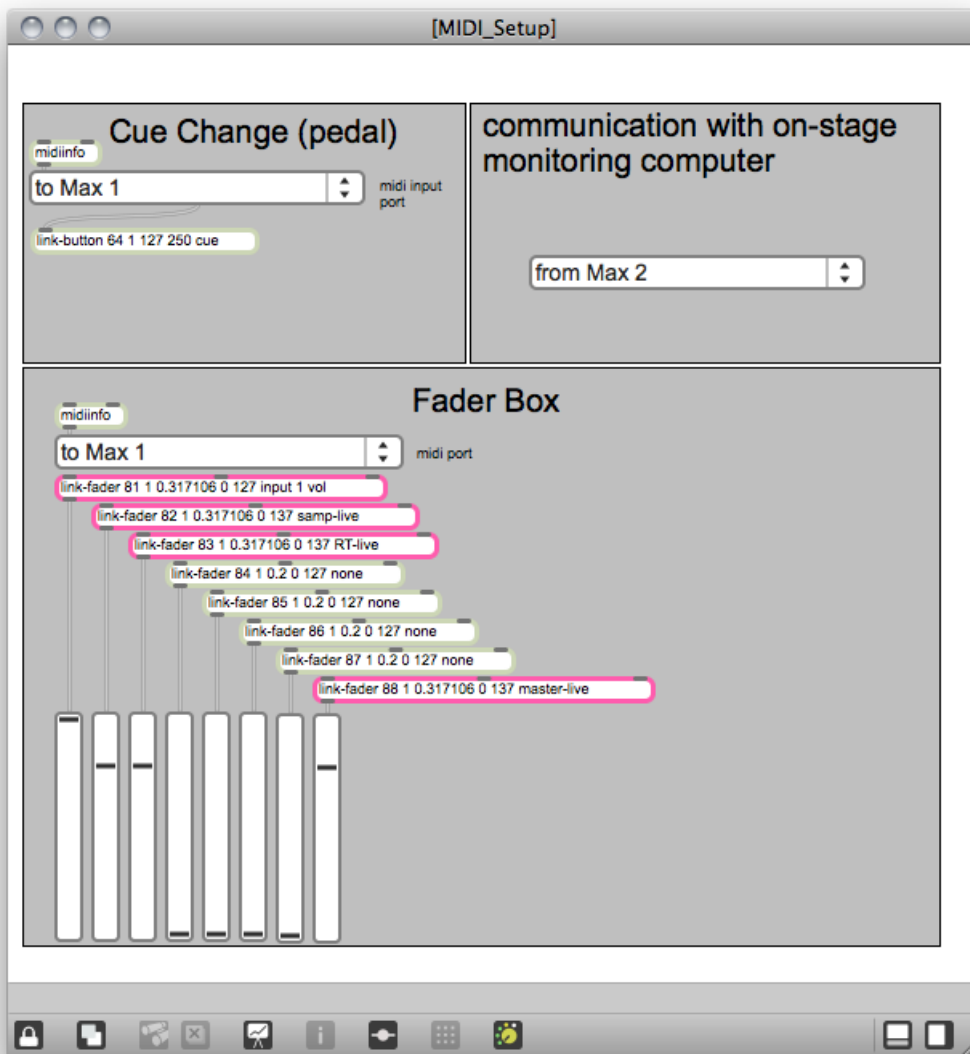 [MIDI_Setup]
Cue Change (pedal)
midiinfo
to Max 1
midi input
port
link-button 64 1 127 250 cue
communication with on-stage
monitoring computer
from Max 2
Fader Box
midiinfo
to Max 1
midi port
link-fader 81 1 0.317106 0 127 input 1 vol
link-fader 82 1 0.317106 0 137 samp-live
link-fader 83 1 0.317106 0 137 RT-live
link-fader 84 1 0.2 0 127 none
link-fader 85 1 0.2 0 127 none
link-fader 86 1 0.2 0 127 none
link-fader 87 1 0.2 0 127 none
link-fader 88 1 0.317106 0 137 master-live